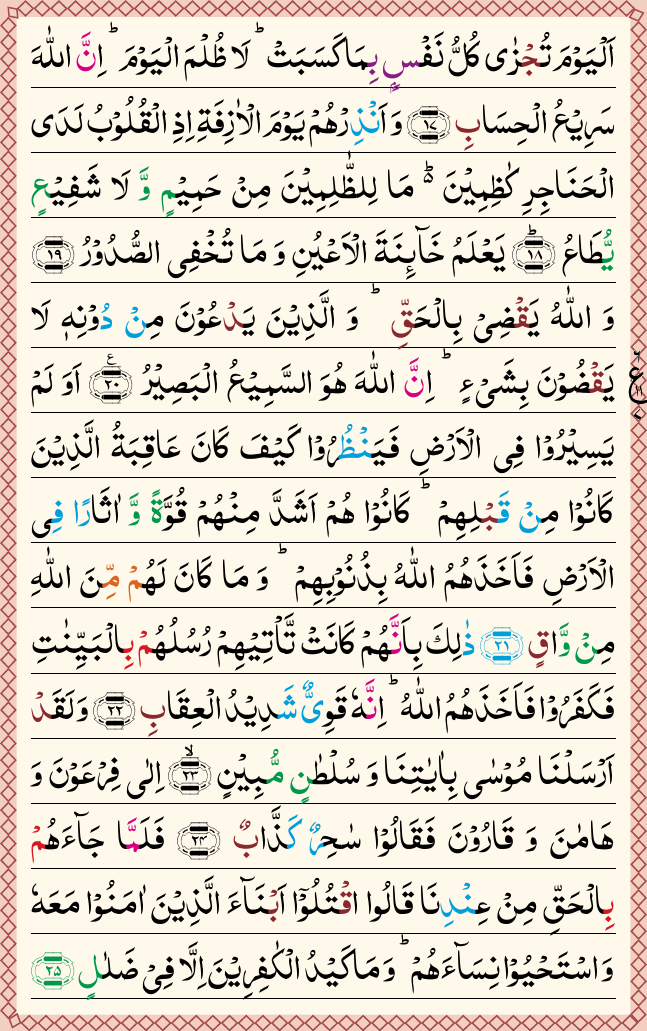 اَلْيَوْمَ تُجْزٰى كُلُّ نَفْسٍۭ بِمَا كَسَبَتْ ؕ لَا ظُلْمَ الْيَوْمَ ؕ اِنَّ اللّٰهَ
سَرِيْعُ الْحِسَابِ ﴿۱۷﴾ وَ اَنْذِرْهُمْ يَوْمَ الْاٰزِفَةِ اِذِ الْقُلُوْبُ لَدَى
الْحَنَاجِرِ كٰظِمِيْنَ ؕ۬ مَا لِلظّٰلِمِيْنَ مِنْ حَمِيْمٍ وَّ لَا شَفِيْعٍ
يُّطَاعُ ﴿ؕ۱۸﴾ يَعْلَمُ خَآئِنَةَ الْاَعْيُنِ وَ مَا تُخْفِى الصُّدُوْرُ ﴿۱۹﴾
وَ اللّٰهُ يَقْضِىْ بِالْحَقِّ ؕ وَ الَّذِيْنَ يَدْعُوْنَ مِنْ دُوْنِهٖ لَا
يَقْضُوْنَ بِشَىْءٍ ؕ اِنَّ اللّٰهَ هُوَ السَّمِيْعُ الْبَصِيْرُ ﴿۲۰﴾ اَوَ لَمْ
يَسِيْرُوْا فِى الْاَرْضِ فَيَنْظُرُوْا كَيْفَ كَانَ عَاقِبَةُ الَّذِيْنَ
كَانُوْا مِنْ قَبْلِهِمْ ؕ كَانُوْا هُمْ اَشَدَّ مِنْهُمْ قُوَّةً وَّ اٰثَارًا فِى
الْاَرْضِ فَاَخَذَهُمُ اللّٰهُ بِذُنُوْبِهِمْ ؕ وَ مَا كَانَ لَهُمْ مِّنَ اللّٰهِ
مِنْ وَّاقٍ ﴿۲۱﴾ ذٰلِكَ بِاَنَّهُمْ كَانَتْ تَّاْتِيْهِمْ رُسُلُهُمْ بِالْبَيِّنٰتِ
فَكَفَرُوْا فَاَخَذَهُمُ اللّٰهُ ؕ اِنَّهٗ قَوِىٌّ شَدِيْدُ الْعِقَابِ ﴿۲۲﴾ وَ لَقَدْ
اَرْسَلْنَا مُوْسٰى بِاٰيٰتِنَا وَ سُلْطٰنٍ مُّبِيْنٍ ﴿ۙ۲۳﴾ اِلٰى فِرْعَوْنَ وَ
هَامٰنَ وَ قَارُوْنَ فَقَالُوْا سٰحِرٌ كَذَّابٌ ﴿۲۴﴾ فَلَمَّا جَآءَهُمْ
بِالْحَقِّ مِنْ عِنْدِنَا قَالُوا اقْتُلُوْۤا اَبْنَآءَ الَّذِيْنَ اٰمَنُوْا مَعَهٗ
وَ اسْتَحْيُوْا نِسَآءَهُمْ ؕ وَ مَا كَيْدُ الْكٰفِرِيْنَ اِلَّا فِىْ ضَلٰلٍ ﴿۲۵﴾